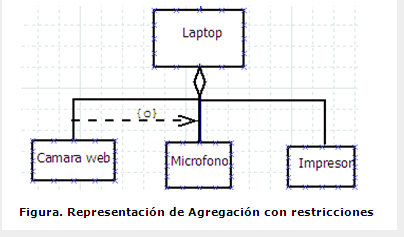 Laptop
{o}
Camara web
Microfono
Impresor
Figura. Representación de Agregación con restricciones